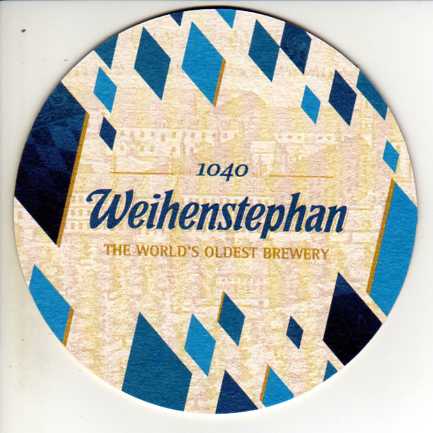 1040
Weihenstephan
THE WORLD'S OLDEST BREWERY